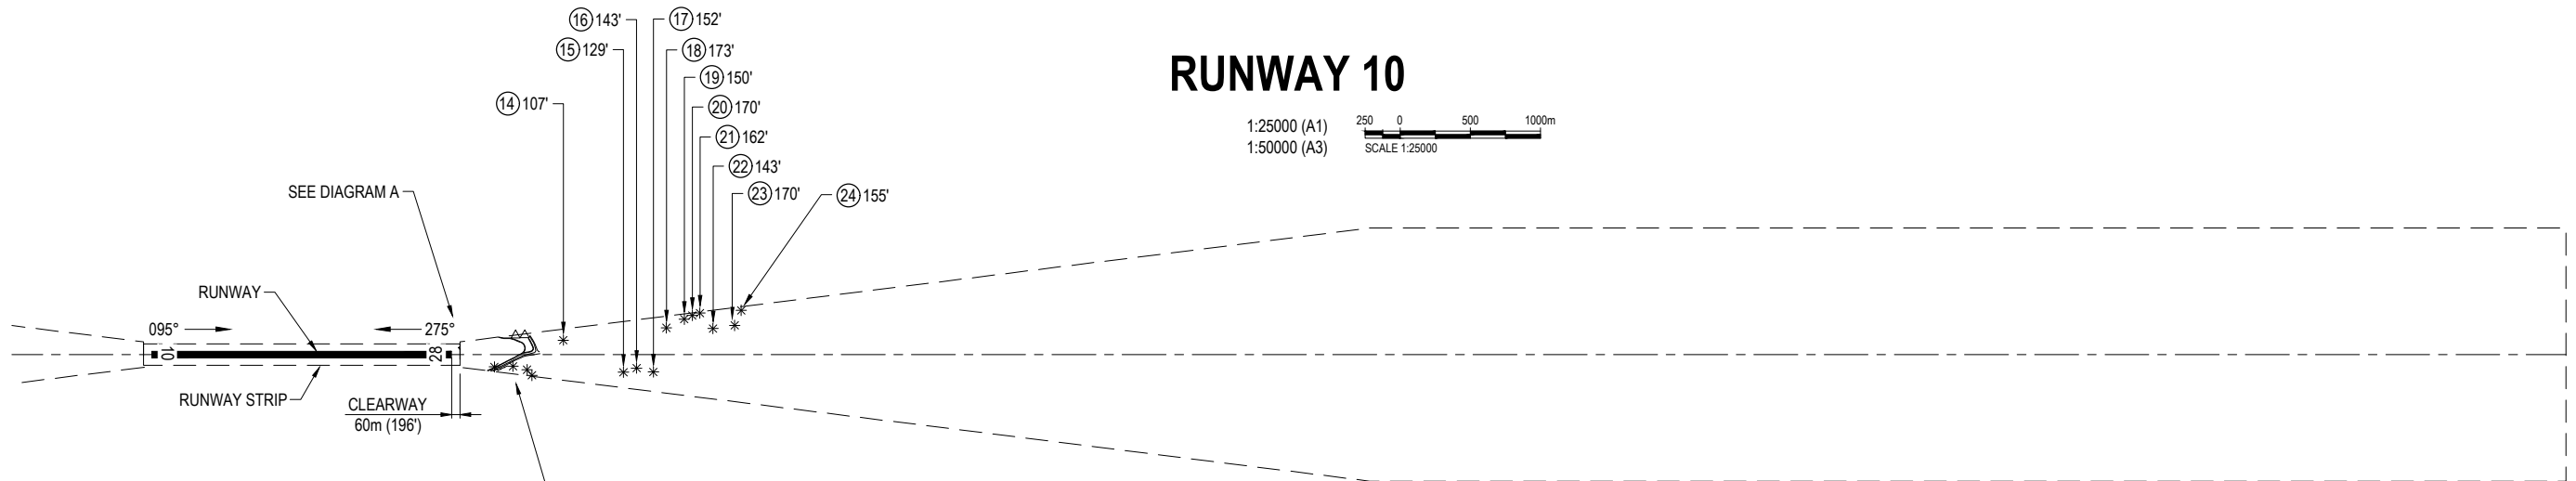 16 143'
17 152'
15 129'
18 173'
RUNWAY 10
19 150'
14 107'
20 170'
1:25000 (A1)
250 0 500 1000m
21 162'
1:50000 (A3)
SCALE 1:25000
22 143'
SEE DIAGRAM A
23 170'
24 155'
RUNWAY
095°
275°
10
28
RUNWAY STRIP
CLEARWAY
60m (196')